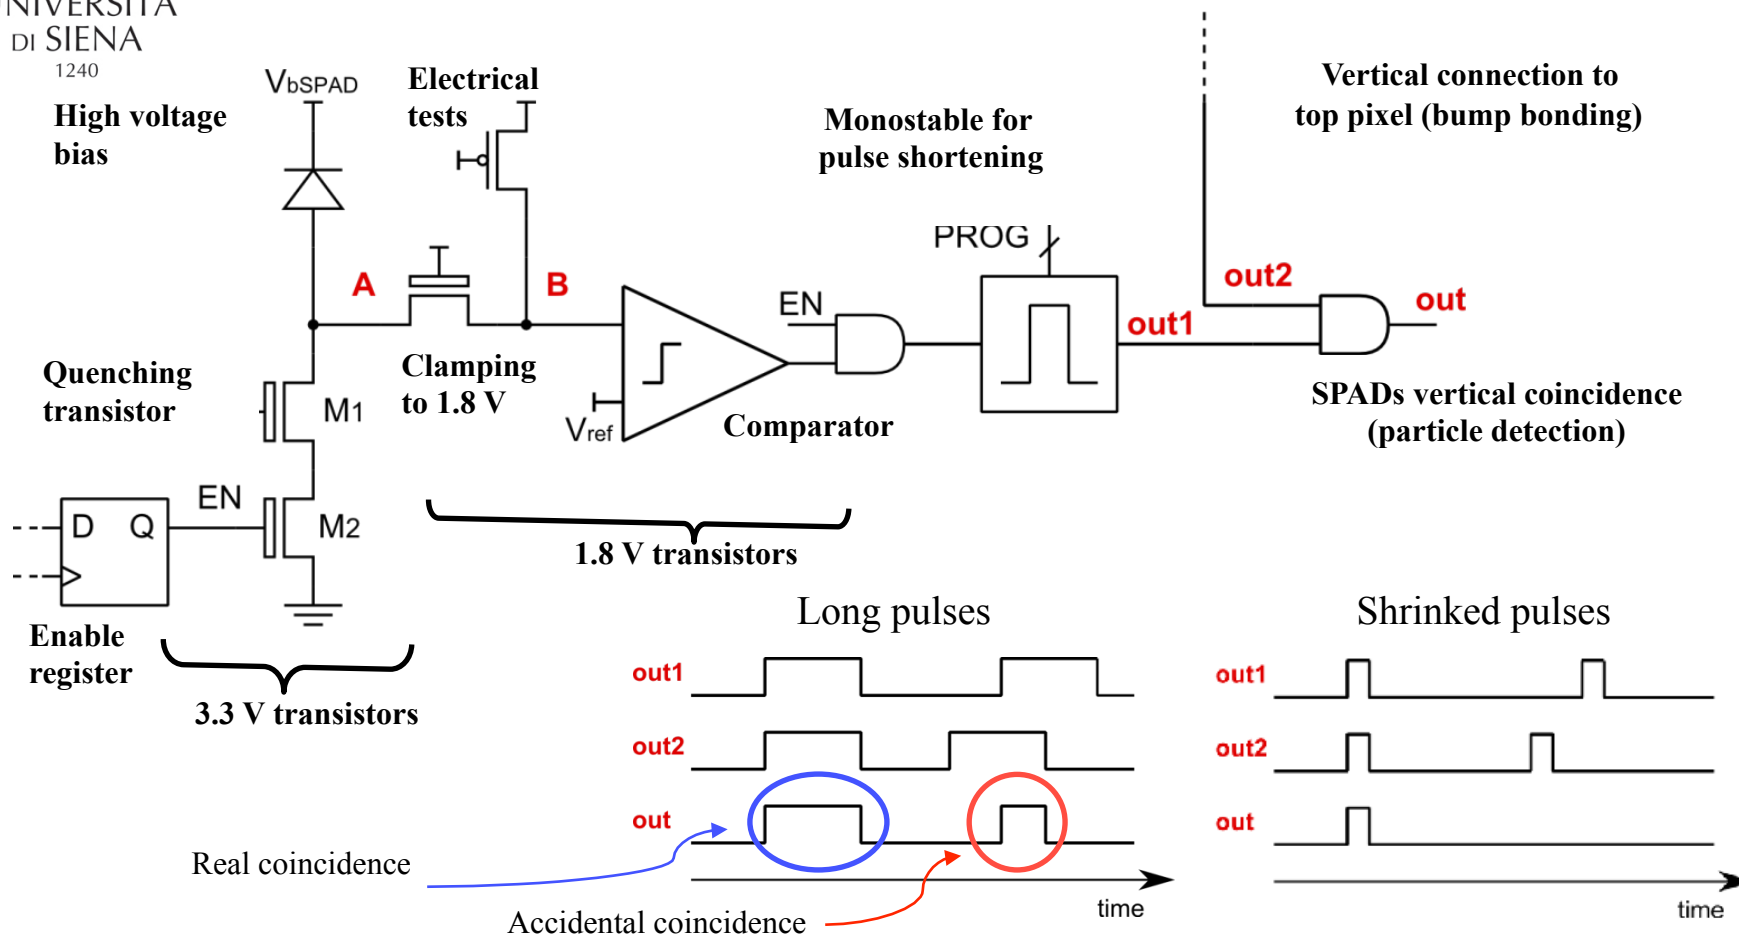 UNIVERSITÀ
DI SIENA
1240
VbSPAD
High voltage
bias
Electrical
tests
Monostable for
pulse shortening
Vertical connection to
top pixel (bump bonding)
PROG
A
B
EN
out1
out2
out
Quenching
transistor
M1
Clamping
to 1.8 V
Vref
Comparator
SPADs vertical coincidence
(particle detection)
EN
D Q
M2
1.8 V transistors
Enable
register
3.3 V transistors
Long pulses
out1
out2
out
time
Real coincidence
Accidental coincidence
Shrinked pulses
out1
out2
out
time